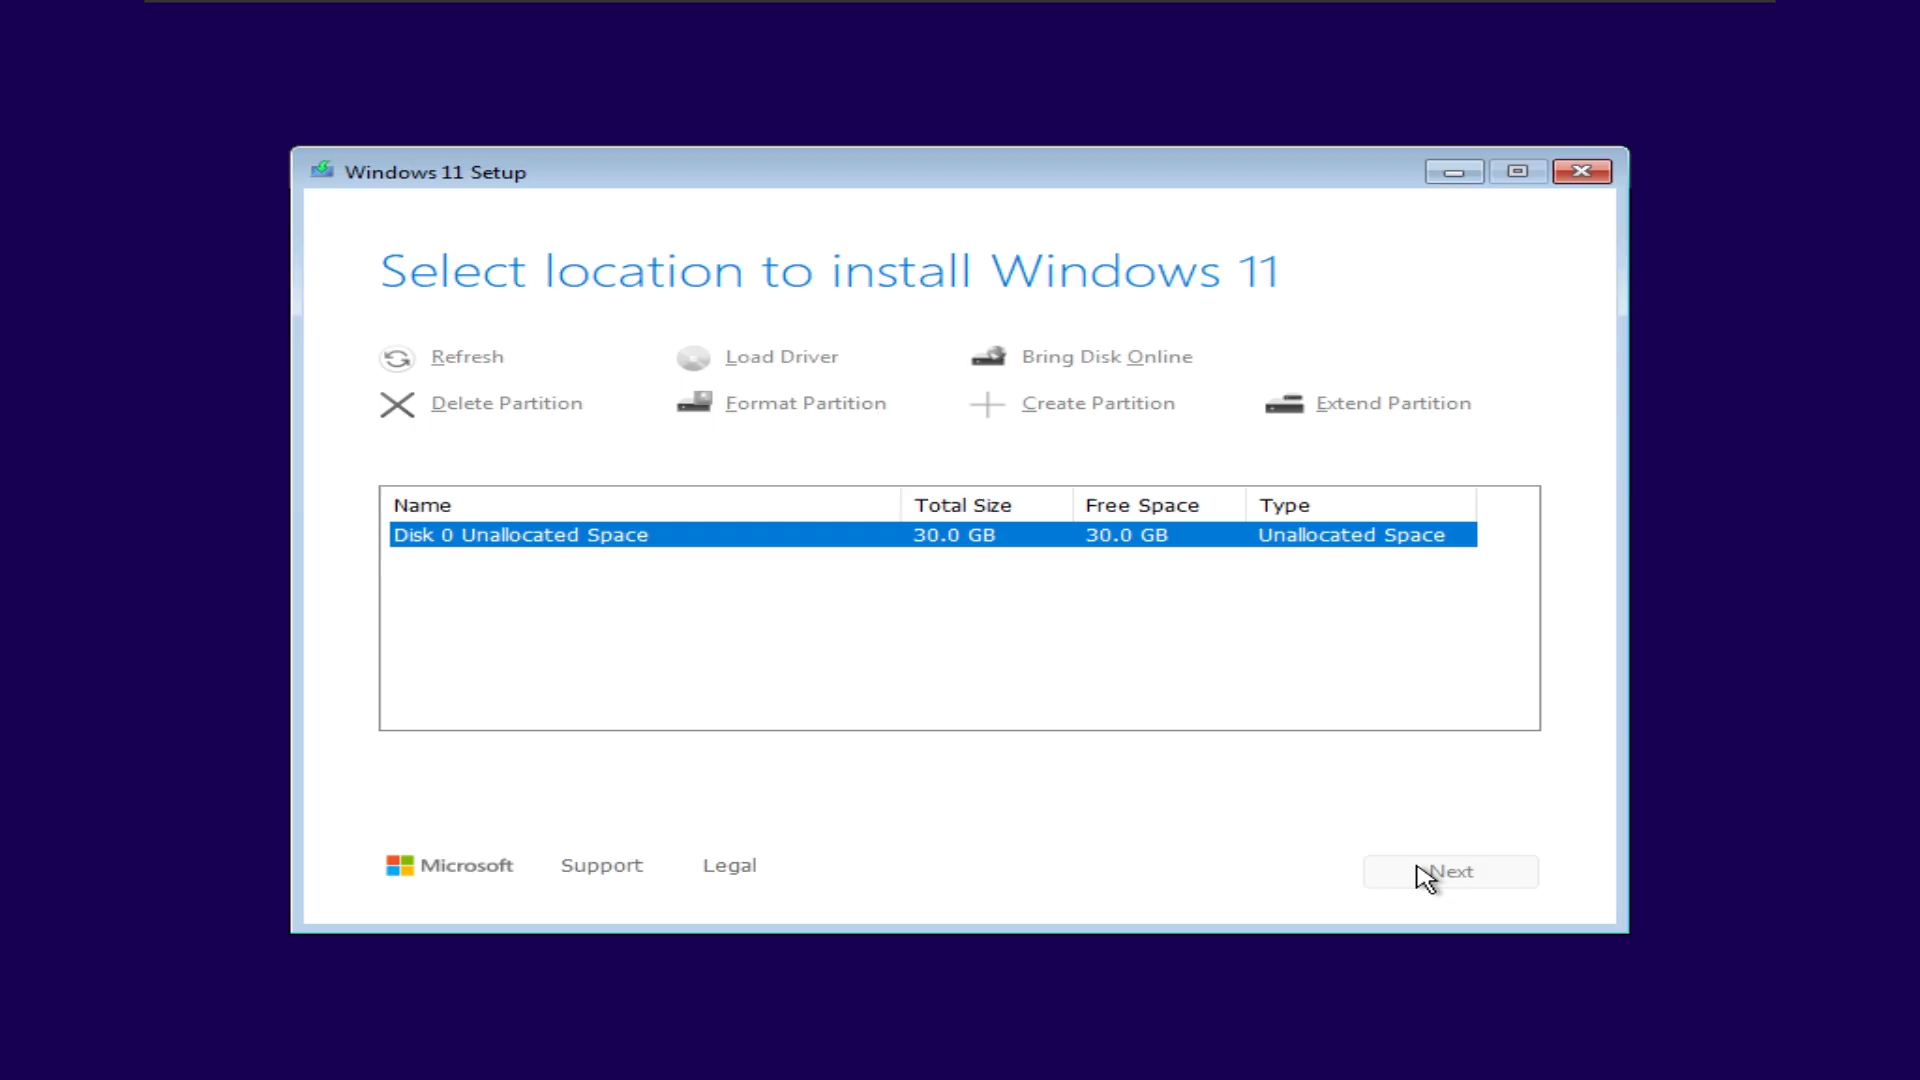 Windows 11 Setup
Select location to install Windows 11
Refresh Load Driver Bring Disk Online
Delete Partition Format Partition Create Partition Extend Partition
Name Total Size Free Space Type
Disk 0 Unallocated Space 30.0 GB 30.0 GB Unallocated Space
Microsoft Support Legal Next